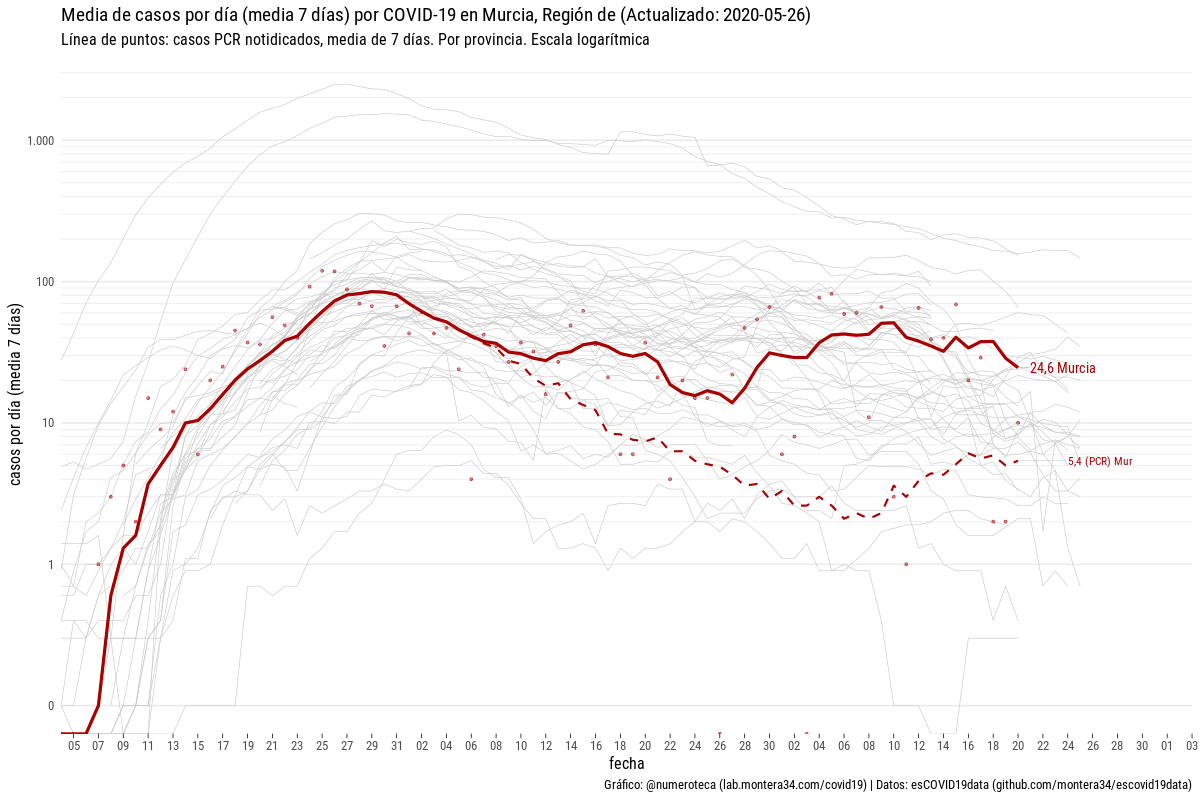 Media de casos por día (media 7 días) por COVID-19 en Murcia, Región de (Actualizado: 2020-05-26)
Línea de puntos: casos PCR notidicados, media de 7 días. Por provincia. Escala logarítmica
casos por día (media 7 días)
1.000
100
10
1
0
24,6 Murcia
5,4 (PCR) Mur
05 07 09 11 13 15 17 19 21 23 25 27 29 31 02 04 06 08 10 12 14 16 18 20 22 24 26 28 30 02 04 06 08 10 12 14 16 18 20 22 24 26 28 30 01 03
fecha
Gráfico: @numeroteca (lab.montera34.com/covid19) | Datos: esCOVID19data (github.com/montera34/escovid19data)